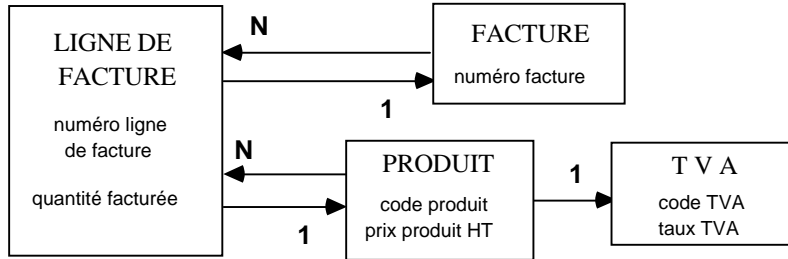 LIGNE DE
FACTURE
numéro ligne
de facture
quantité facturée
N
1
FACTURE
numéro facture
N
1
PRODUIT
code produit
prix produit HT
1
T V A
code TVA
taux TVA